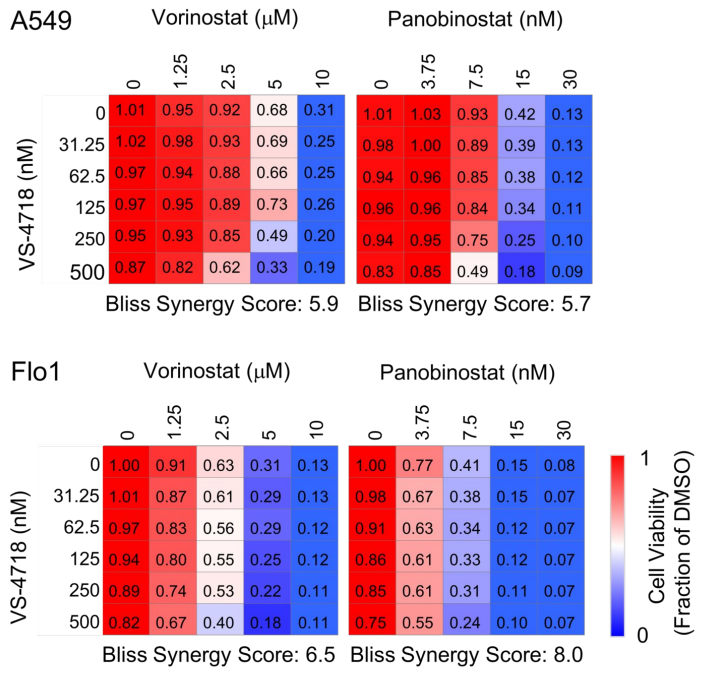 A549
Vorinostat (μM)
Panobinostat (nM)
0 1.25 2.5 5 10
0 3.75 7.5 15 30
VS-4718 (nM)
0 1.01 0.95 0.92 0.68 0.31 1.01 1.03 0.93 0.42 0.13
31.25 1.02 0.98 0.93 0.69 0.25 0.98 1.00 0.89 0.39 0.13
62.5 0.97 0.94 0.88 0.66 0.25 0.94 0.96 0.85 0.38 0.12
125 0.97 0.95 0.89 0.73 0.26 0.96 0.96 0.84 0.34 0.11
250 0.95 0.93 0.85 0.49 0.20 0.94 0.95 0.75 0.25 0.10
500 0.87 0.82 0.62 0.33 0.19 0.83 0.85 0.49 0.18 0.09
Bliss Synergy Score: 5.9
Bliss Synergy Score: 5.7
Flo1
Vorinostat (μM)
Panobinostat (nM)
0 1.25 2.5 5 10
0 3.75 7.5 15 30
VS-4718 (nM)
0 1.00 0.91 0.63 0.31 0.13 1.00 0.77 0.41 0.15 0.08
31.25 1.01 0.87 0.61 0.29 0.13 0.98 0.67 0.38 0.15 0.07
62.5 0.97 0.83 0.56 0.29 0.12 0.91 0.63 0.34 0.12 0.07
125 0.94 0.80 0.55 0.25 0.12 0.86 0.61 0.33 0.12 0.07
250 0.89 0.74 0.53 0.22 0.11 0.85 0.61 0.31 0.11 0.07
500 0.82 0.67 0.40 0.18 0.11 0.75 0.55 0.24 0.10 0.07
Bliss Synergy Score: 6.5
Bliss Synergy Score: 8.0
1
0
Cell Viability
(Fraction of DMSO)